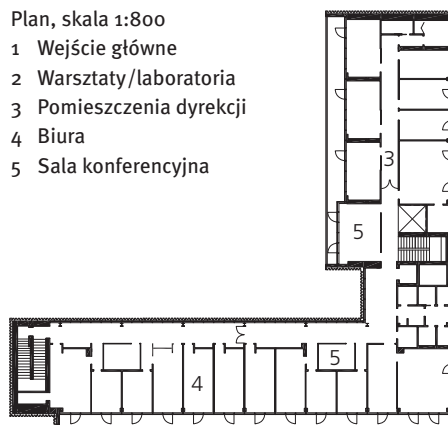 Plan, skala 1:800
1 Wejście główne
2 Warsztaty/laboratoria
3 Pomieszczenia dyrekcji
4 Biura
5 Sala konferencyjna
3
5
5
4